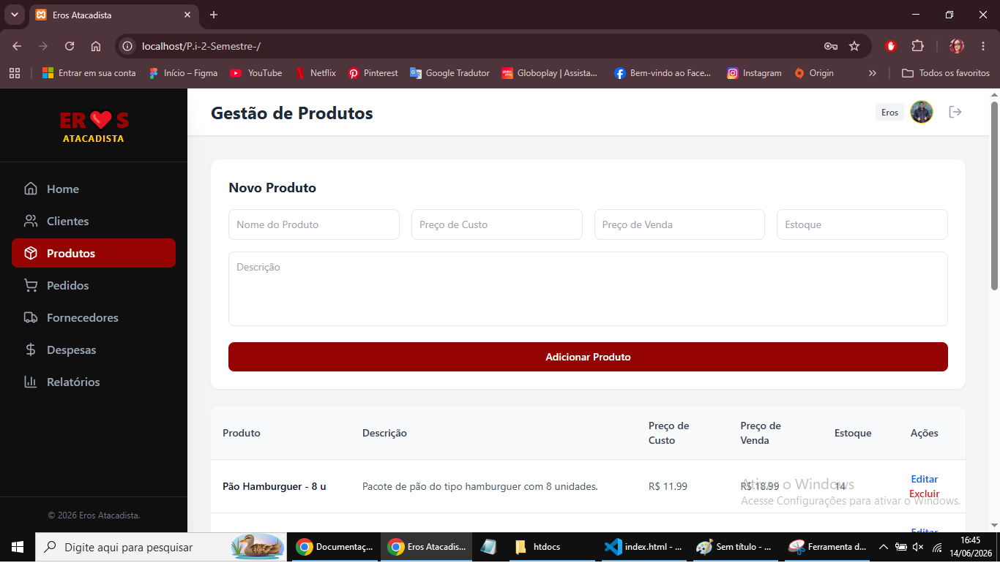 Eros Atacadista
localhost/P.i-2-Semestre-/
Entrar em sua conta
Início – Figma
YouTube
Netflix
Pinterest
Google Tradutor
Globoplay | Assista...
Bem-vindo ao Face...
Instagram
Origin
Todos os favoritos
EROS
ATACADISTA
Gestão de Produtos
Eros
Home
Clientes
Produtos
Pedidos
Fornecedores
Despesas
Relatórios
© 2026 Eros Atacadista.
Novo Produto
Nome do Produto
Preço de Custo
Preço de Venda
Estoque
Descrição
Adicionar Produto
Produto
Descrição
Preço de Custo
Preço de Venda
Estoque
Ações
Pão Hamburguer - 8 u
Pacote de pão do tipo hamburguer com 8 unidades.
R$ 11.99
R$ 18.99
14
Editar
Excluir
Editar
Ativar o Windows
Acesse Configurações para ativar o Windows.
Digite aqui para pesquisar
Documentaç...
Eros Atacadis...
htdocs
index.html - ...
Sem título - ...
Ferramenta d...
16:45
14/06/2026